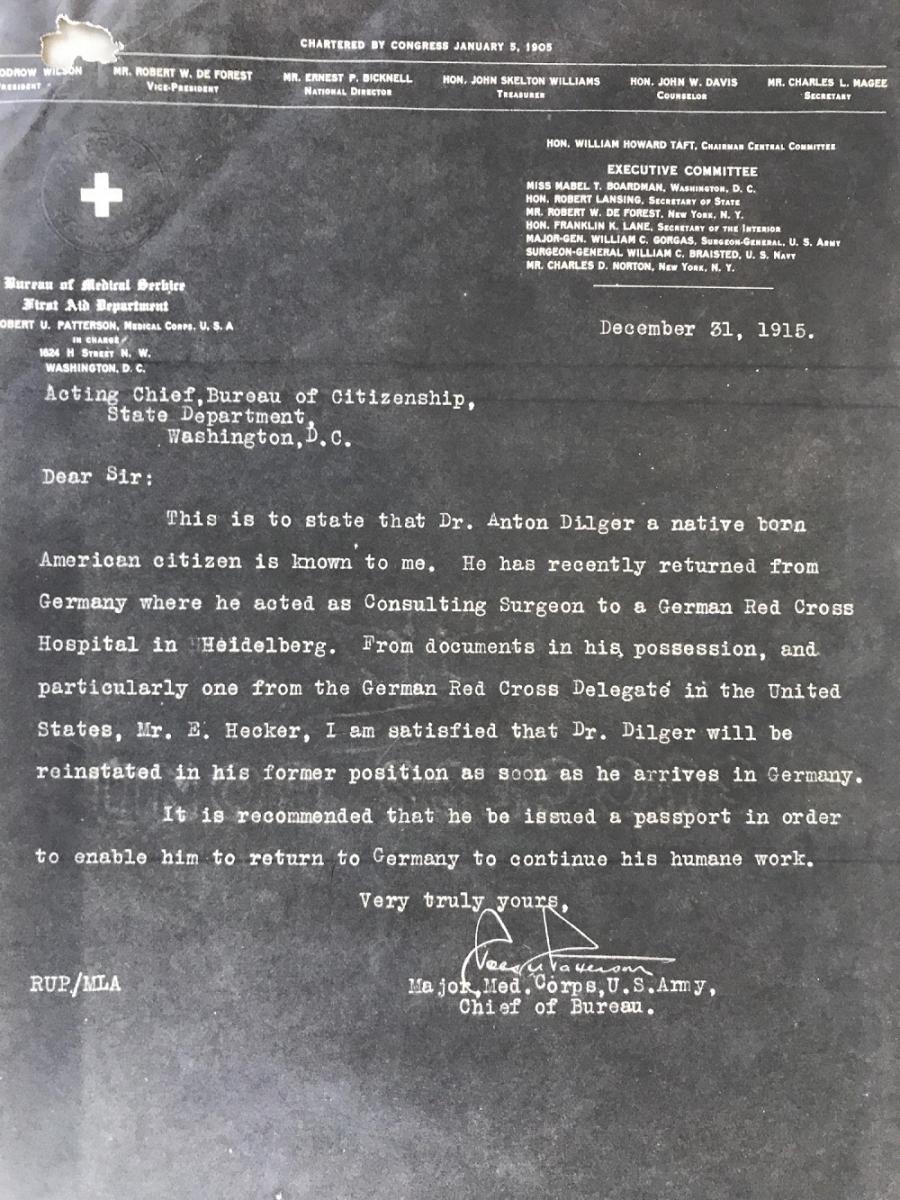 CHARTERED BY CONGRESS JANUARY 5, 1905
ODROW WILSON MR. ROBERT W. DE FOREST MR. ERNEST P. BICKNELL HON. JOHN SKELTON WILLIAMS HON. JOHN W. DAVIS MR. CHARLES L. MAGEE
PRESIDENT VICE-PRESIDENT NATIONAL DIRECTOR TREASURER COUNSELOR SECRETARY
HON. WILLIAM HOWARD TAFT, CHAIRMAN CENTRAL COMMITTEE
EXECUTIVE COMMITTEE
MISS MABEL T. BOARDMAN, WASHINGTON, D. C.
HON. ROBERT LANSING, SECRETARY OF STATE
MR. ROBERT W. DE FOREST, NEW YORK, N. Y.
HON. FRANKLIN K. LANE, SECRETARY OF THE INTERIOR
MAJOR-GEN. WILLIAM C. GORGAS, SURGEON-GENERAL, U. S. ARMY
SURGEON-GENERAL WILLIAM C. BRAISTED, U. S. NAVY
MR. CHARLES D. NORTON, NEW YORK, N. Y.
Bureau of Medical Service
First Aid Department
OBERT U. PATTERSON, MEDICAL CORPS, U. S. A
IN CHARGE
1624 H STREET N. W.
WASHINGTON, D. C.
December 31, 1915.
Acting Chief,Bureau of Citizenship,
State Department,
Washington,D.C.
Dear Sir:
This is to state that Dr. Anton Dilger a native born
American citizen is known to me. He has recently returned from
Germany where he acted as Consulting Surgeon to a German Red Cross
Hospital in Heidelberg. From documents in his possession, and
particularly one from the German Red Cross Delegate in the United
States, Mr. E. Hecker, I am satisfied that Dr. Dilger will be
reinstated in his former position as soon as he arrives in Germany.
It is recommended that he be issued a passport in order
to enable him to return to Germany to continue his humane work.
Very truly yours,
Patterson
RUP/MLA
Major,Med.Corps,U.S.Army,
Chief of Bureau.